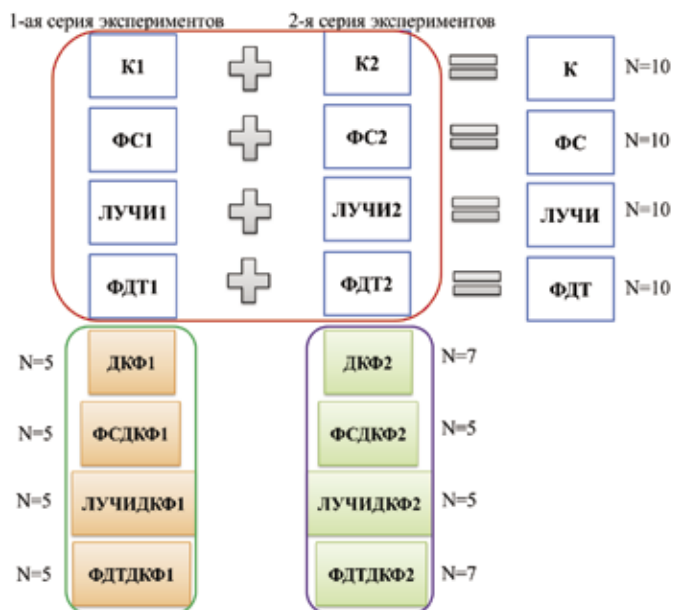 1-ая серия экспериментов 2-я серия экспериментов
К1 К2 К N=10
ФС1 ФС2 ФС N=10
ЛУЧИ1 ЛУЧИ2 ЛУЧИ N=10
ФДТ1 ФДТ2 ФДТ N=10
N=5 ДКФ1 ДКФ2 N=7
N=5 ФСДКФ1 ФСДКФ2 N=5
N=5 ЛУЧИДКФ1 ЛУЧИДКФ2 N=5
N=5 ФДТДКФ1 ФДТДКФ2 N=7